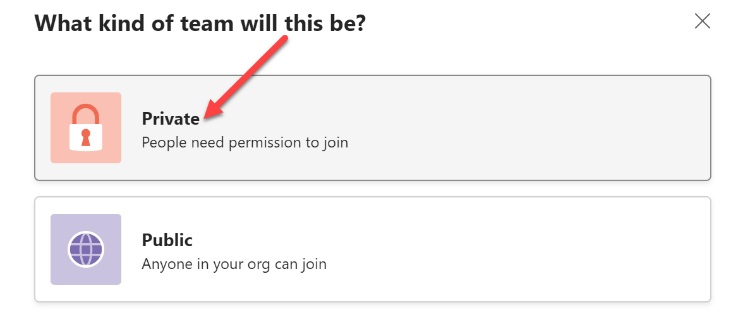 What kind of team will this be?
Private
People need permission to join
Public
Anyone in your org can join